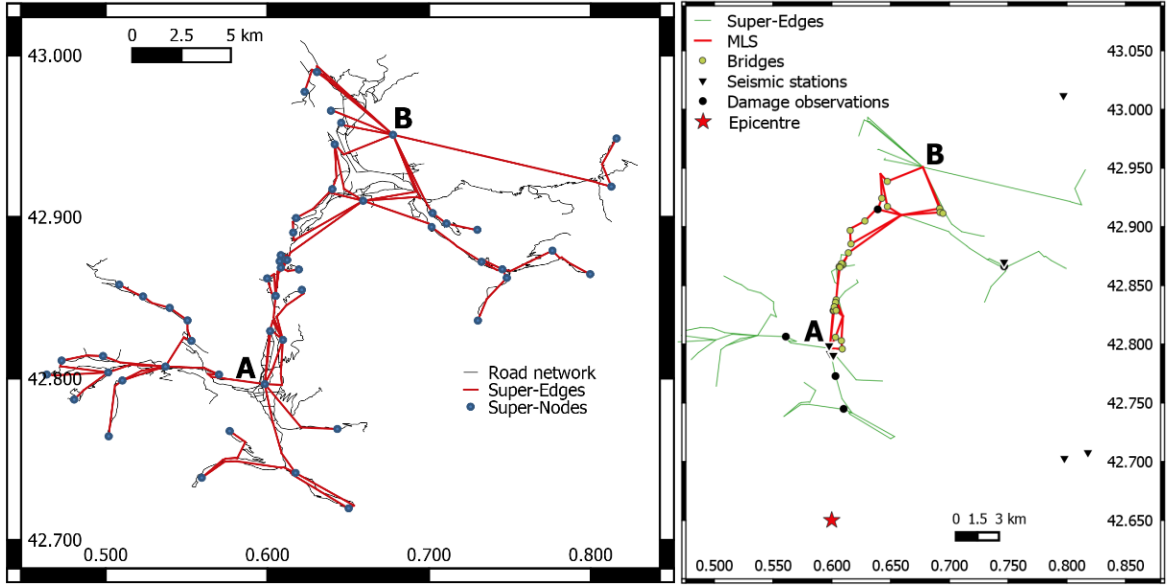 0 2.5 5 km
43.000
42.900
42.800
42.700
B
A
Road network
Super-Edges
Super-Nodes
0.500 0.600 0.700 0.800
Super-Edges
MLS
Bridges
Seismic stations
Damage observations
Epicentre
43.050
43.000
42.950
42.900
42.850
42.800
42.750
42.700
42.650
B
A
0 1.5 3 km
0.500 0.550 0.600 0.650 0.700 0.750 0.800 0.850